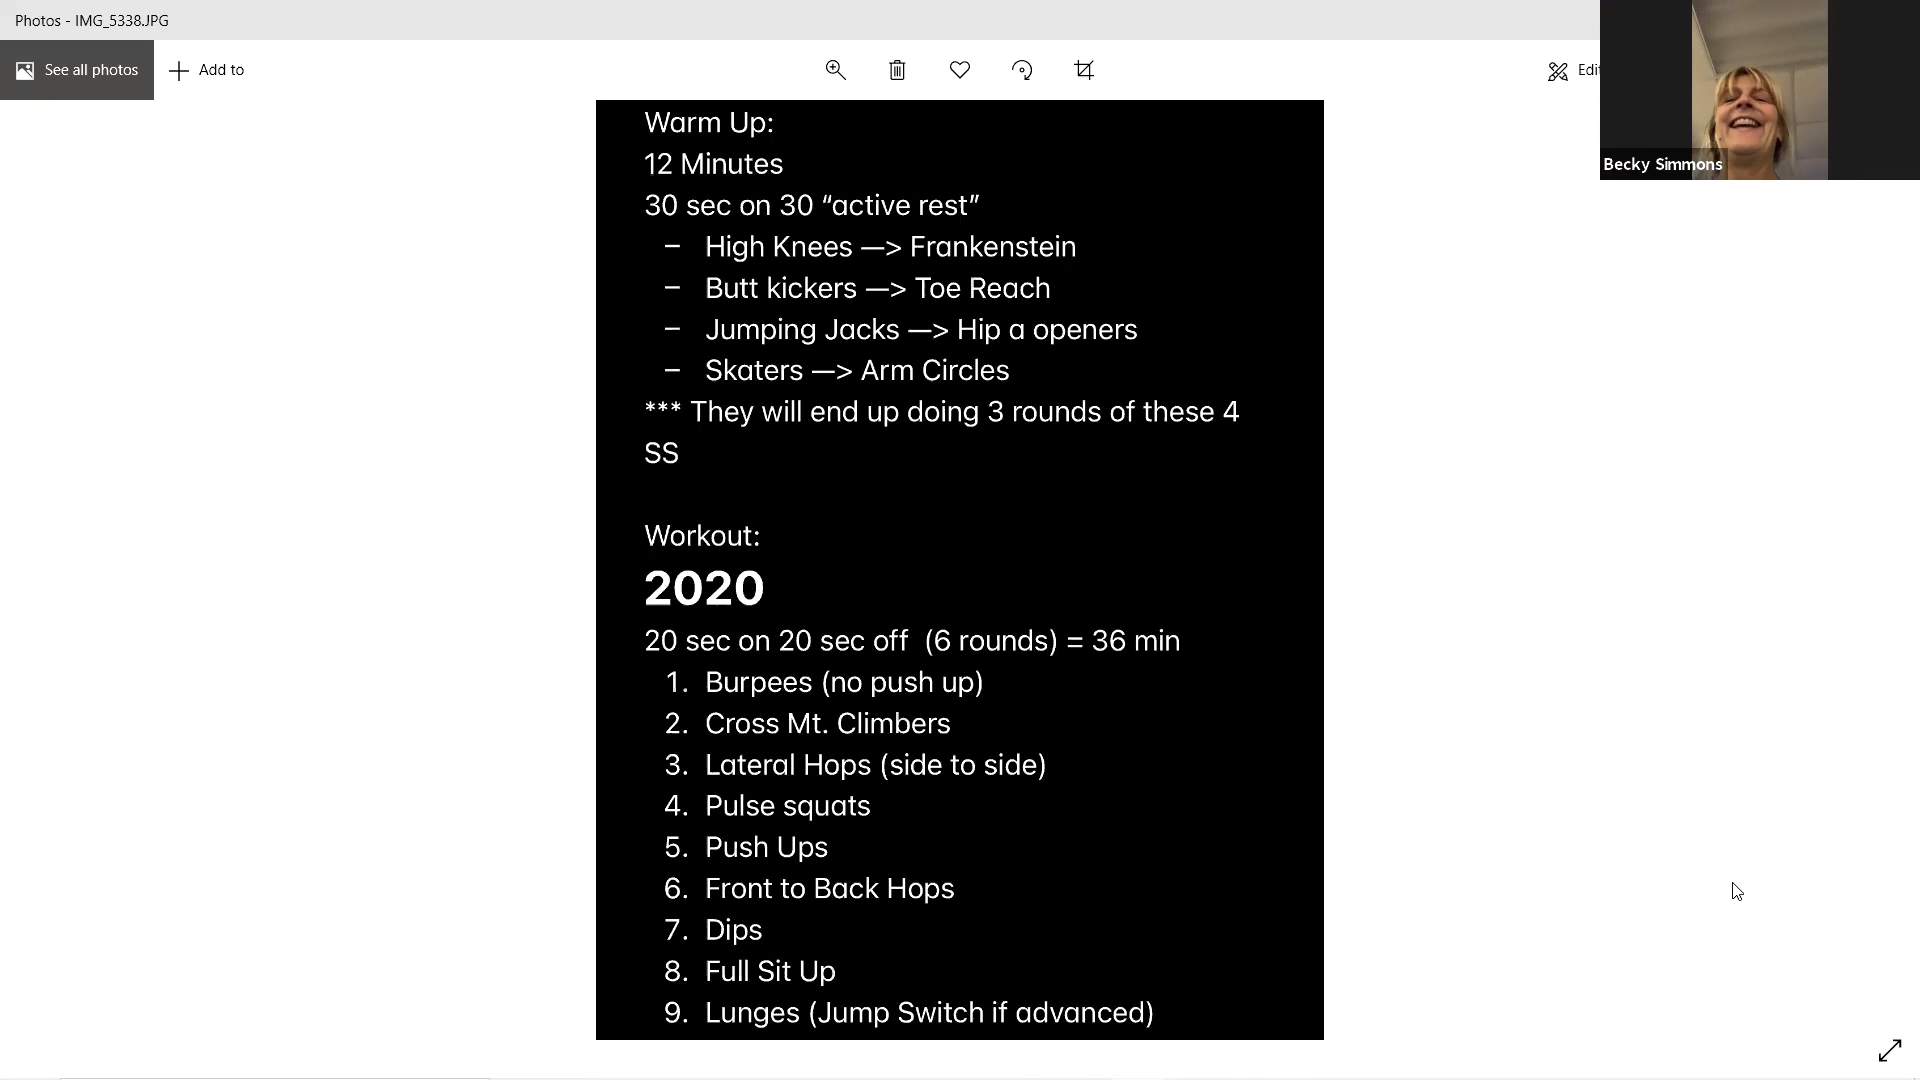 Photos - IMG_5338.JPG
See all photos
Add to
Edit
Becky Simmons
Warm Up:
12 Minutes
30 sec on 30 “active rest”
– High Knees —> Frankenstein
– Butt kickers —> Toe Reach
– Jumping Jacks —> Hip a openers
– Skaters —> Arm Circles
*** They will end up doing 3 rounds of these 4
SS
Workout:
2020
20 sec on 20 sec off (6 rounds) = 36 min
1. Burpees (no push up)
2. Cross Mt. Climbers
3. Lateral Hops (side to side)
4. Pulse squats
5. Push Ups
6. Front to Back Hops
7. Dips
8. Full Sit Up
9. Lunges (Jump Switch if advanced)